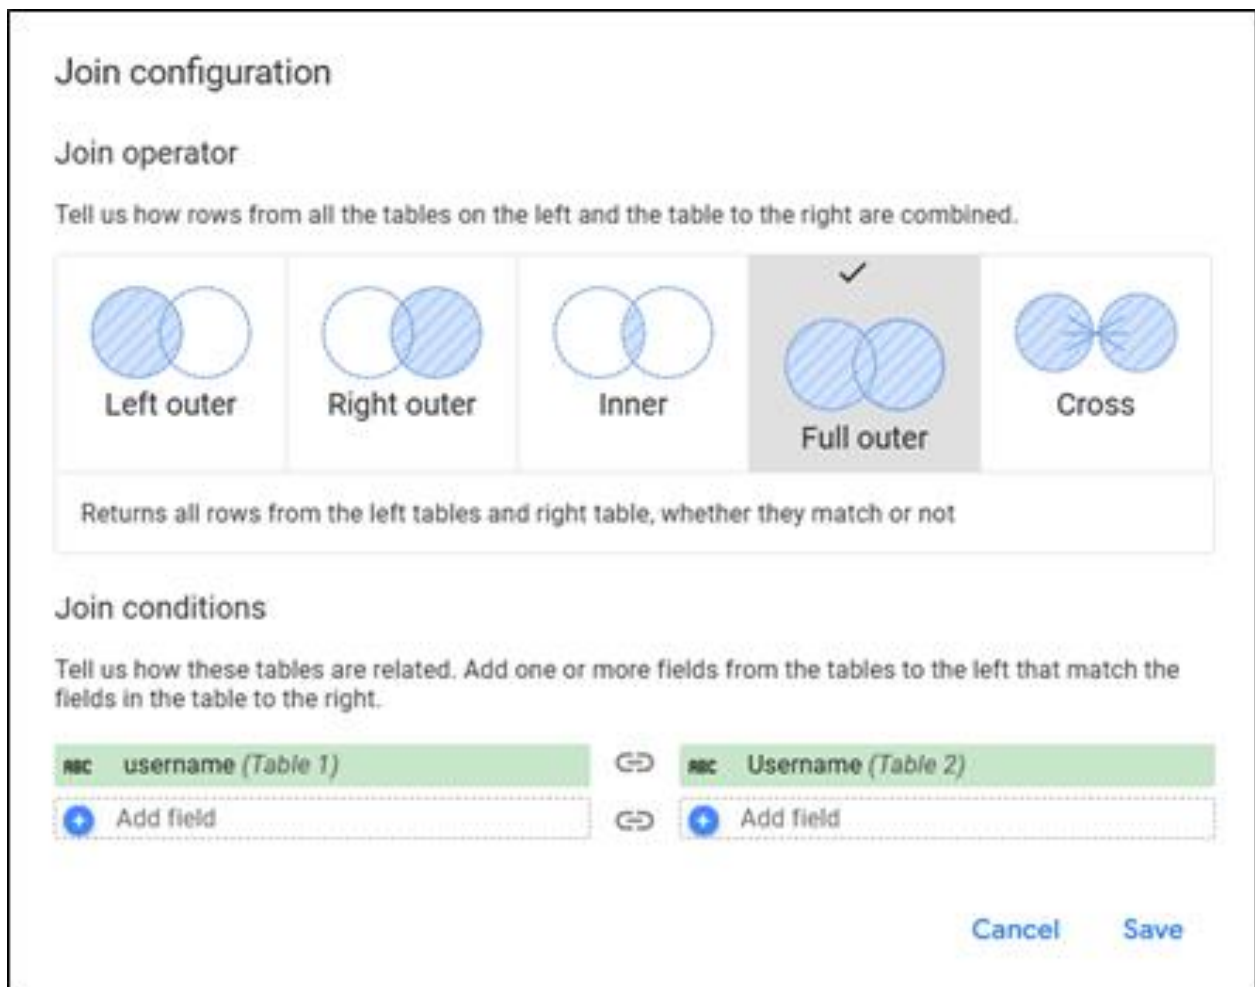 Join configuration
Join operator
Tell us how rows from all the tables on the left and the table to the right are combined.
Left outer
Right outer
Inner
Full outer
Cross
Returns all rows from the left tables and right table, whether they match or not
Join conditions
Tell us how these tables are related. Add one or more fields from the tables to the left that match the
fields in the table to the right.
ABC username (Table 1)
ABC Username (Table 2)
Add field
Add field
Cancel
Save